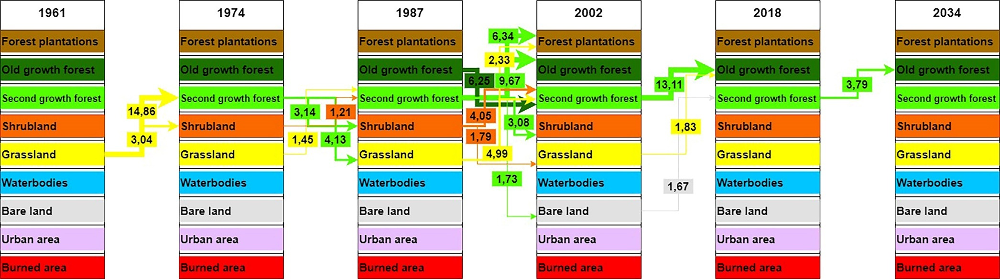 1961 1974 1987 2002 2018 2034
Forest plantations Forest plantations Forest plantations 6,34 Forest plantations Forest plantations Forest plantations
2,33
Old growth forest Old growth forest Old growth forest Old growth forest Old growth forest Old growth forest
6,25 9,67 13,11 3,79
Second growth forest Second growth forest Second growth forest Second growth forest Second growth forest Second growth forest
14,86 3,14 1,21 4,05 3,08
Shrubland Shrubland Shrubland Shrubland 1,83 Shrubland Shrubland
3,04 1,45 4,13 1,79
Grassland Grassland Grassland 4,99 Grassland Grassland Grassland
Waterbodies Waterbodies Waterbodies 1,73 Waterbodies 1,67 Waterbodies Waterbodies
Bare land Bare land Bare land Bare land Bare land Bare land
Urban area Urban area Urban area Urban area Urban area Urban area
Burned area Burned area Burned area Burned area Burned area Burned area